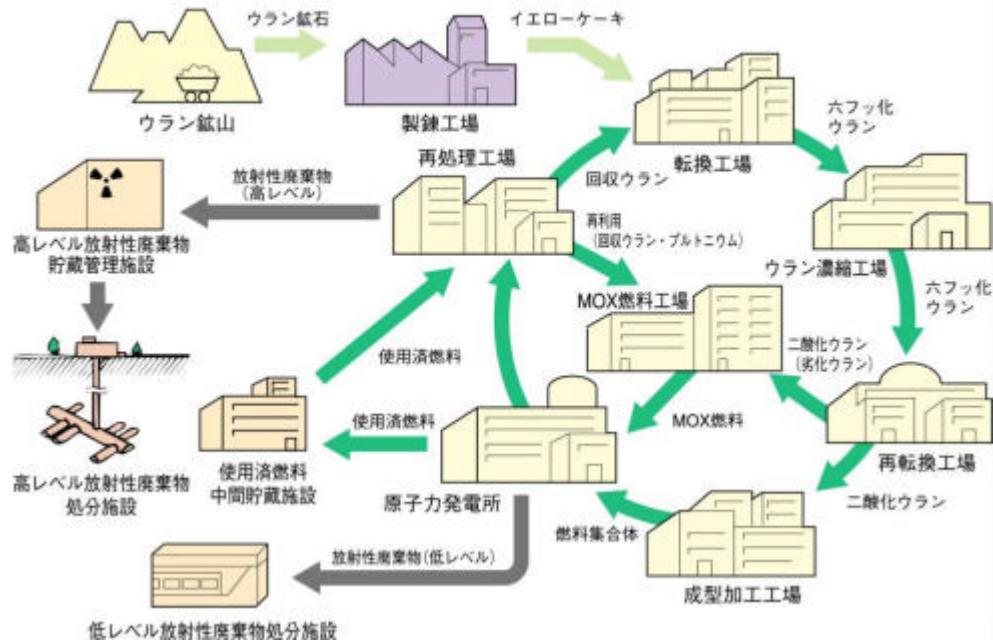 ウラン鉱石
イエローケーキ
ウラン鉱山
製錬工場
六フッ化
ウラン
再処理工場
転換工場
回収ウラン
放射性廃棄物
(高レベル)
再利用
(回収ウラン・プルトニウム)
高レベル放射性廃棄物
貯蔵管理施設
ウラン濃縮工場
六フッ化
ウラン
MOX燃料工場
二酸化ウラン
(劣化ウラン)
使用済燃料
使用済燃料
MOX燃料
再転換工場
高レベル放射性廃棄物
処分施設
使用済燃料
中間貯蔵施設
原子力発電所
二酸化ウラン
燃料集合体
放射性廃棄物(低レベル)
成型加工工場
低レベル放射性廃棄物処分施設